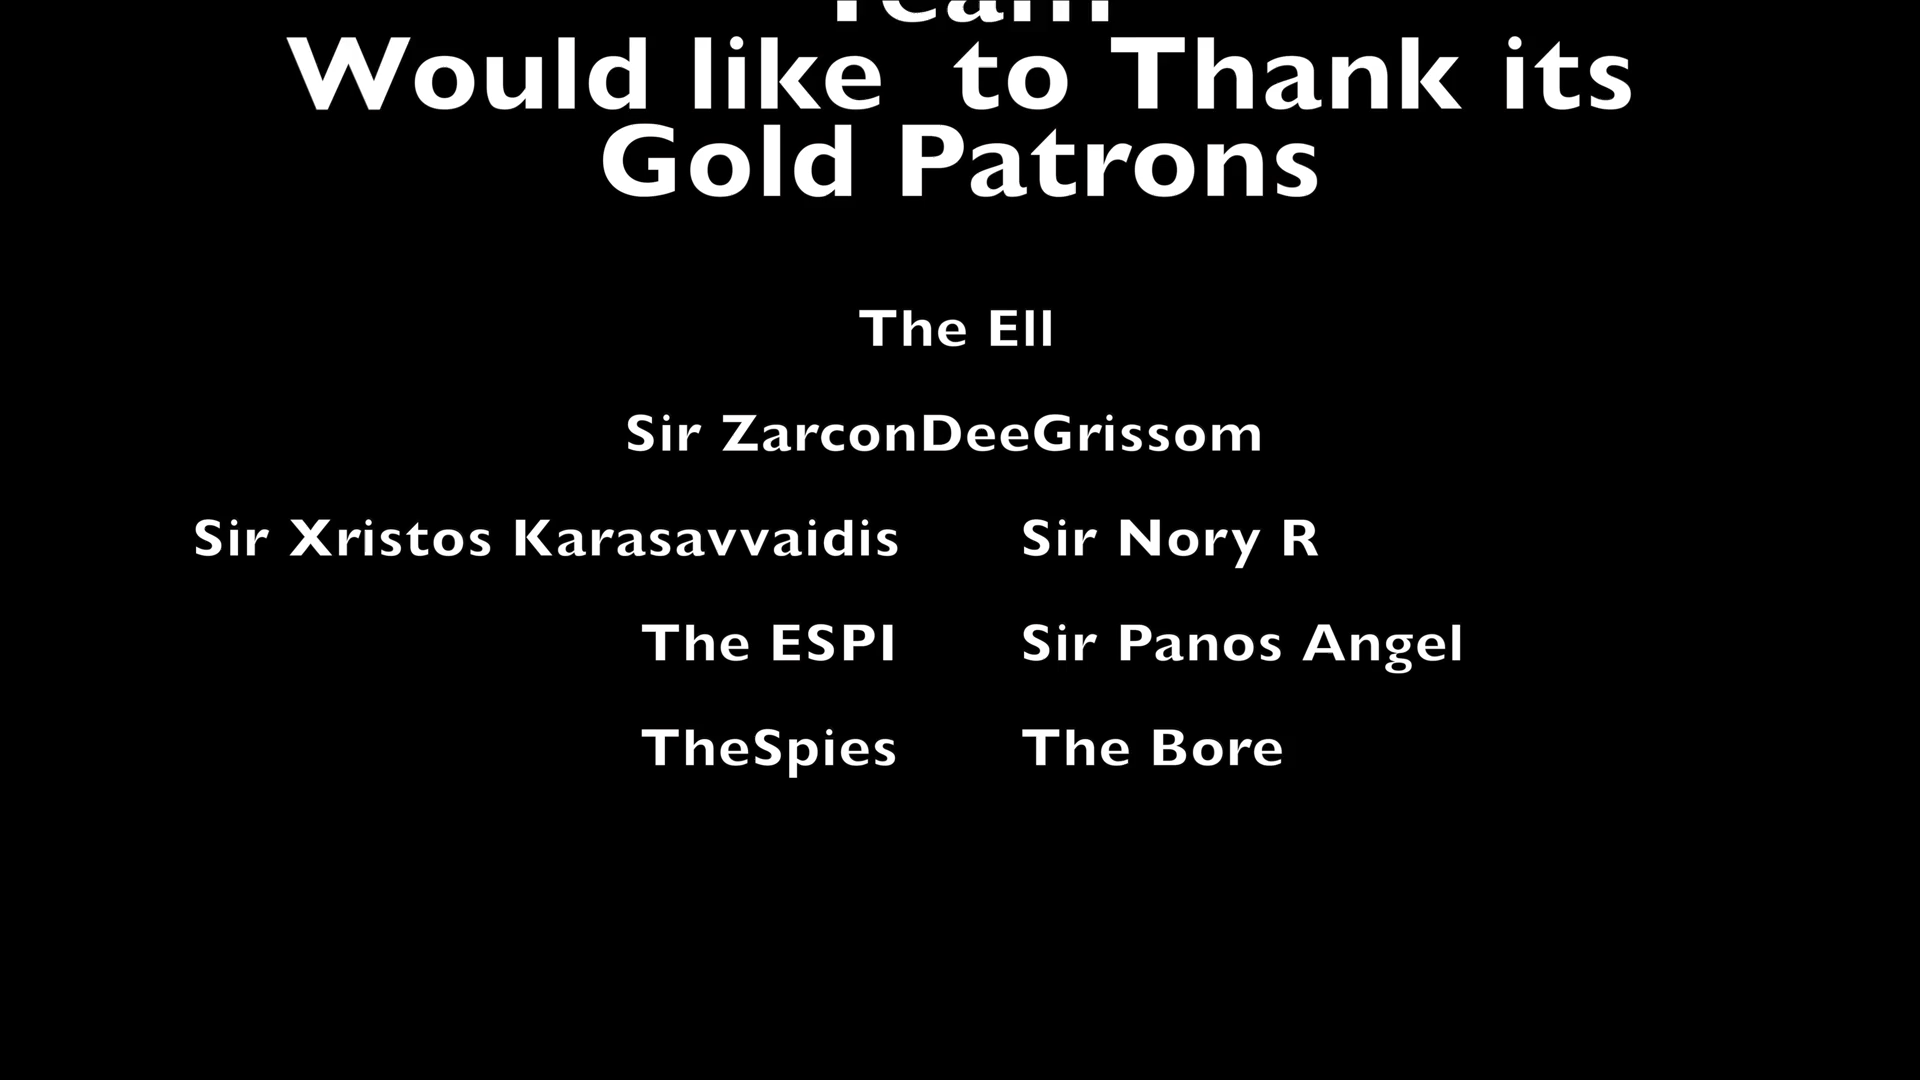 Team
Would like  to Thank its
Gold Patrons
The Ell
Sir ZarconDeeGrissom
Sir Xristos Karasavvaidis Sir Nory R
The ESPI Sir Panos Angel
TheSpies The Bore